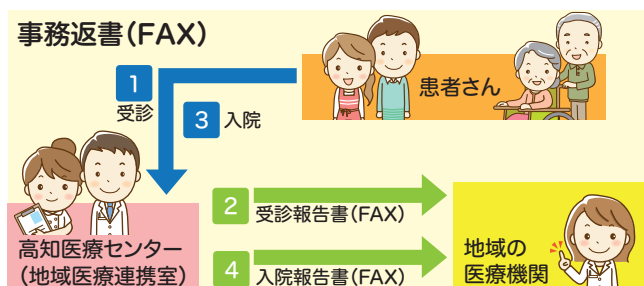 事務返書(FAX)
1
受診
3 入院
患者さん
高知医療センター
(地域医療連携室)
2 受診報告書(FAX)
4 入院報告書(FAX)
地域の
医療機関